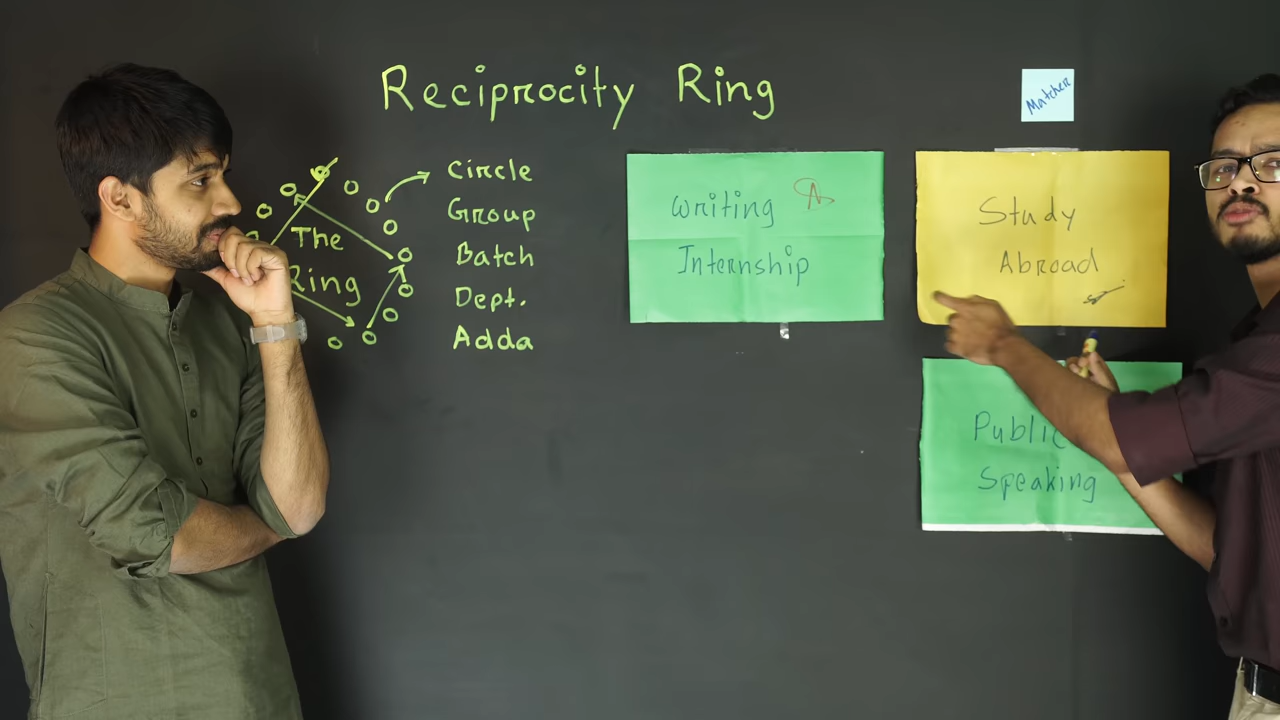 Reciprocity Ring
Matcher
The
Ring
Circle
Group
Batch
Dept.
Adda
Writing
Internship
Study
Abroad
Public
Speaking